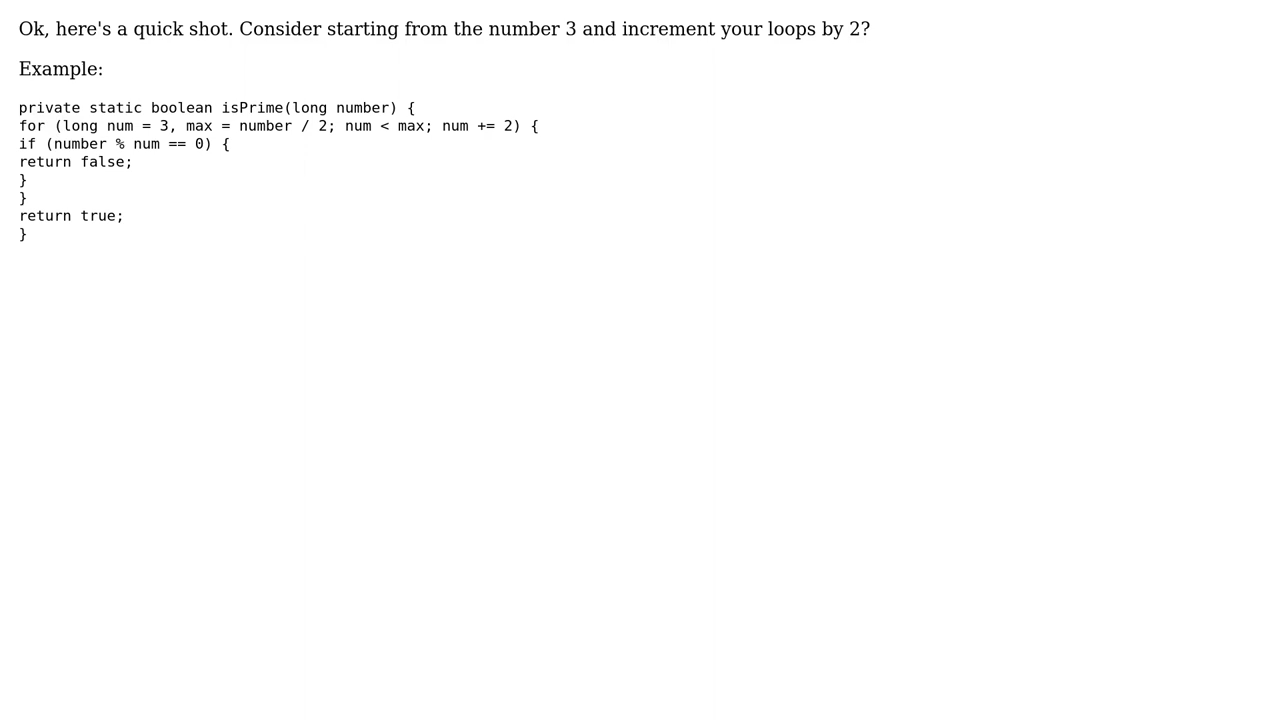 Ok, here's a quick shot. Consider starting from the number 3 and increment your loops by 2?
Example:
private static boolean isPrime(long number) {
for (long num = 3, max = number / 2; num < max; num += 2) {
if (number % num == 0) {
return false;
}
}
return true;
}